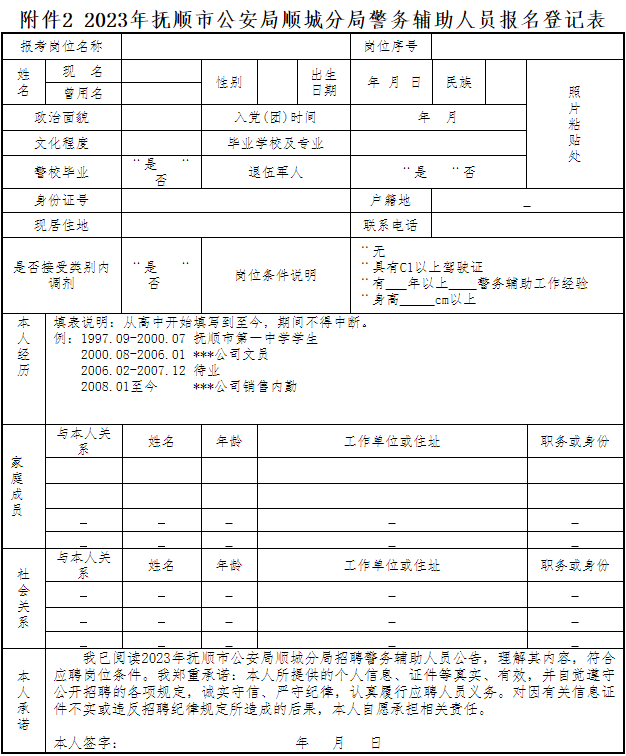 附件2 2023年抚顺市公安局顺城分局警务辅助人员报名登记表
报考岗位名称 岗位序号
姓名 现 名 性别 出生日期 年 月 日 民族 照片粘贴处
曾用名
政治面貌 入党(团)时间 年 月
文化程度 毕业学校及专业
警校毕业 ¨是 ¨否 退伍军人 ¨是 ¨否
身份证号 户籍地 _
现居住地 联系电话
是否接受类别内调剂 ¨是 ¨否 岗位条件说明 ¨无
¨具有C1以上驾驶证
¨有___年以上____警务辅助工作经验
¨身高_____cm以上
本人经历 填表说明：从高中开始填写到至今，期间不得中断。
例：1997.09-2000.07 抚顺市第一中学学生
2000.08-2006.01 ***公司文员
2006.02-2007.12 待业
2008.01至今 ***公司销售内勤
家庭成员 与本人关系 姓名 年龄 工作单位或住址 职务或身份
_ _ _ _ _
_ _ _ _ _
社会关系 与本人关系 姓名 年龄 工作单位或住址 职务或身份
_ _ _ _ _
_ _ _ _ _
_ _ _ _ _
本人承诺 我已阅读2023年抚顺市公安局顺城分局招聘警务辅助人员公告，理解其内容，符合
应聘岗位条件。我郑重承诺：本人所提供的个人信息、证件等真实、有效，并自觉遵守
公开招聘的各项规定，诚实守信、严守纪律，认真履行应聘人员义务。对因有关信息证
件不实或违反招聘纪律规定所造成的后果，本人自愿承担相关责任。
本人签字： 年 月 日